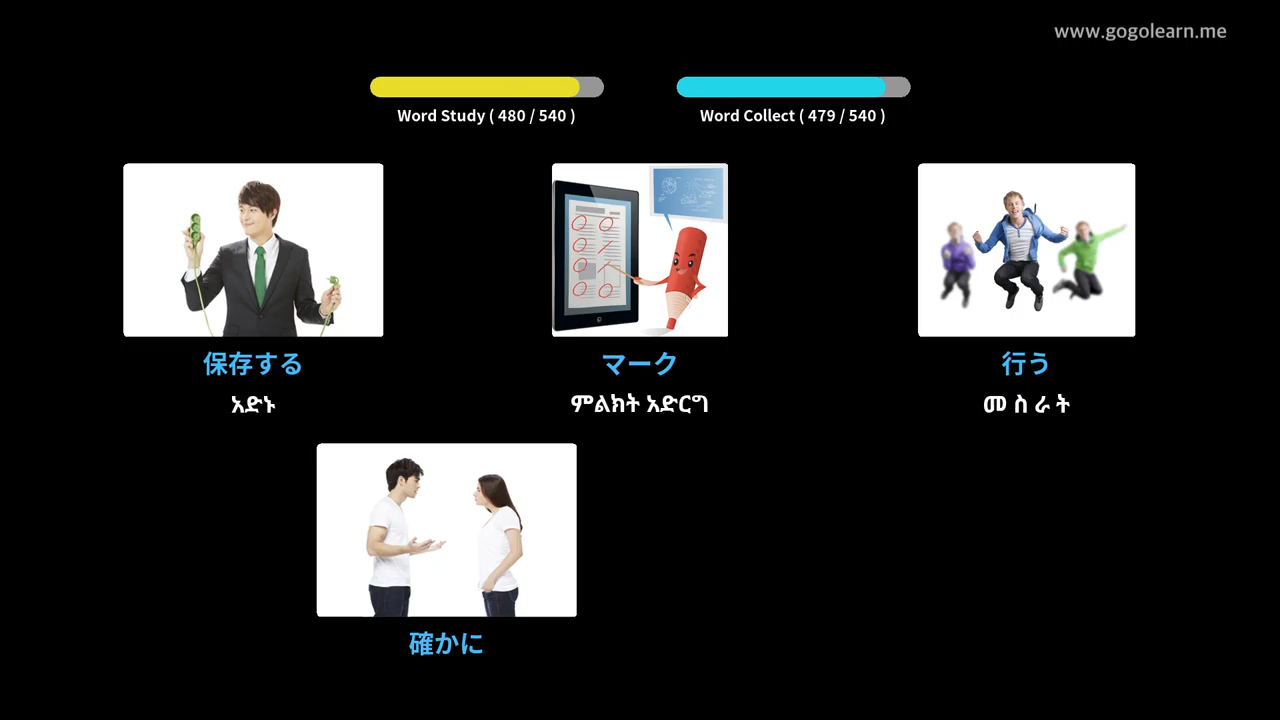 www.gogolearn.me
Word Study ( 480 / 540 )
Word Collect ( 479 / 540 )
保存する
マーク
行う
አድኑ
ምልክት አድርግ
መ ስ ራ ት
確かに